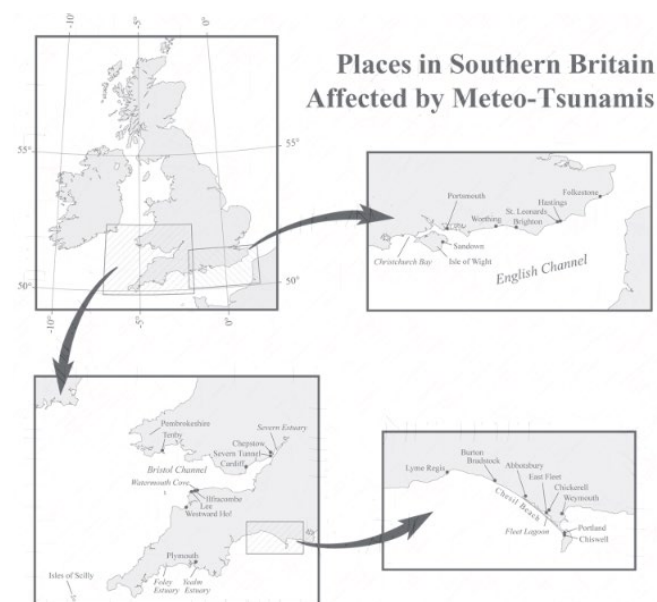 Places in Southern Britain
Affected by Meteo-Tsunamis
-10°
-5°
0°
55°
55°
50°
50°
-10°
-5°
0°
Portsmouth
Folkestone
Hastings
St. Leonards
Worthing
Brighton
Sandown
Christchurch Bay
Isle of Wight
English Channel
Pembrokeshire
Tenby
Severn Estuary
Chepstow
Severn Tunnel
Cardiff
Bristol Channel
Watermouth Cove
Ilfracombe
Lee
Westward Ho!
Plymouth
Isles of Scilly
Foley
Estuary
Yealm
Estuary
Burton
Bradstock
Lyme Regis
Abbotsbury
East Fleet
Chickerell
Weymouth
Chesil Beach
Fleet Lagoon
Portland
Chiswell